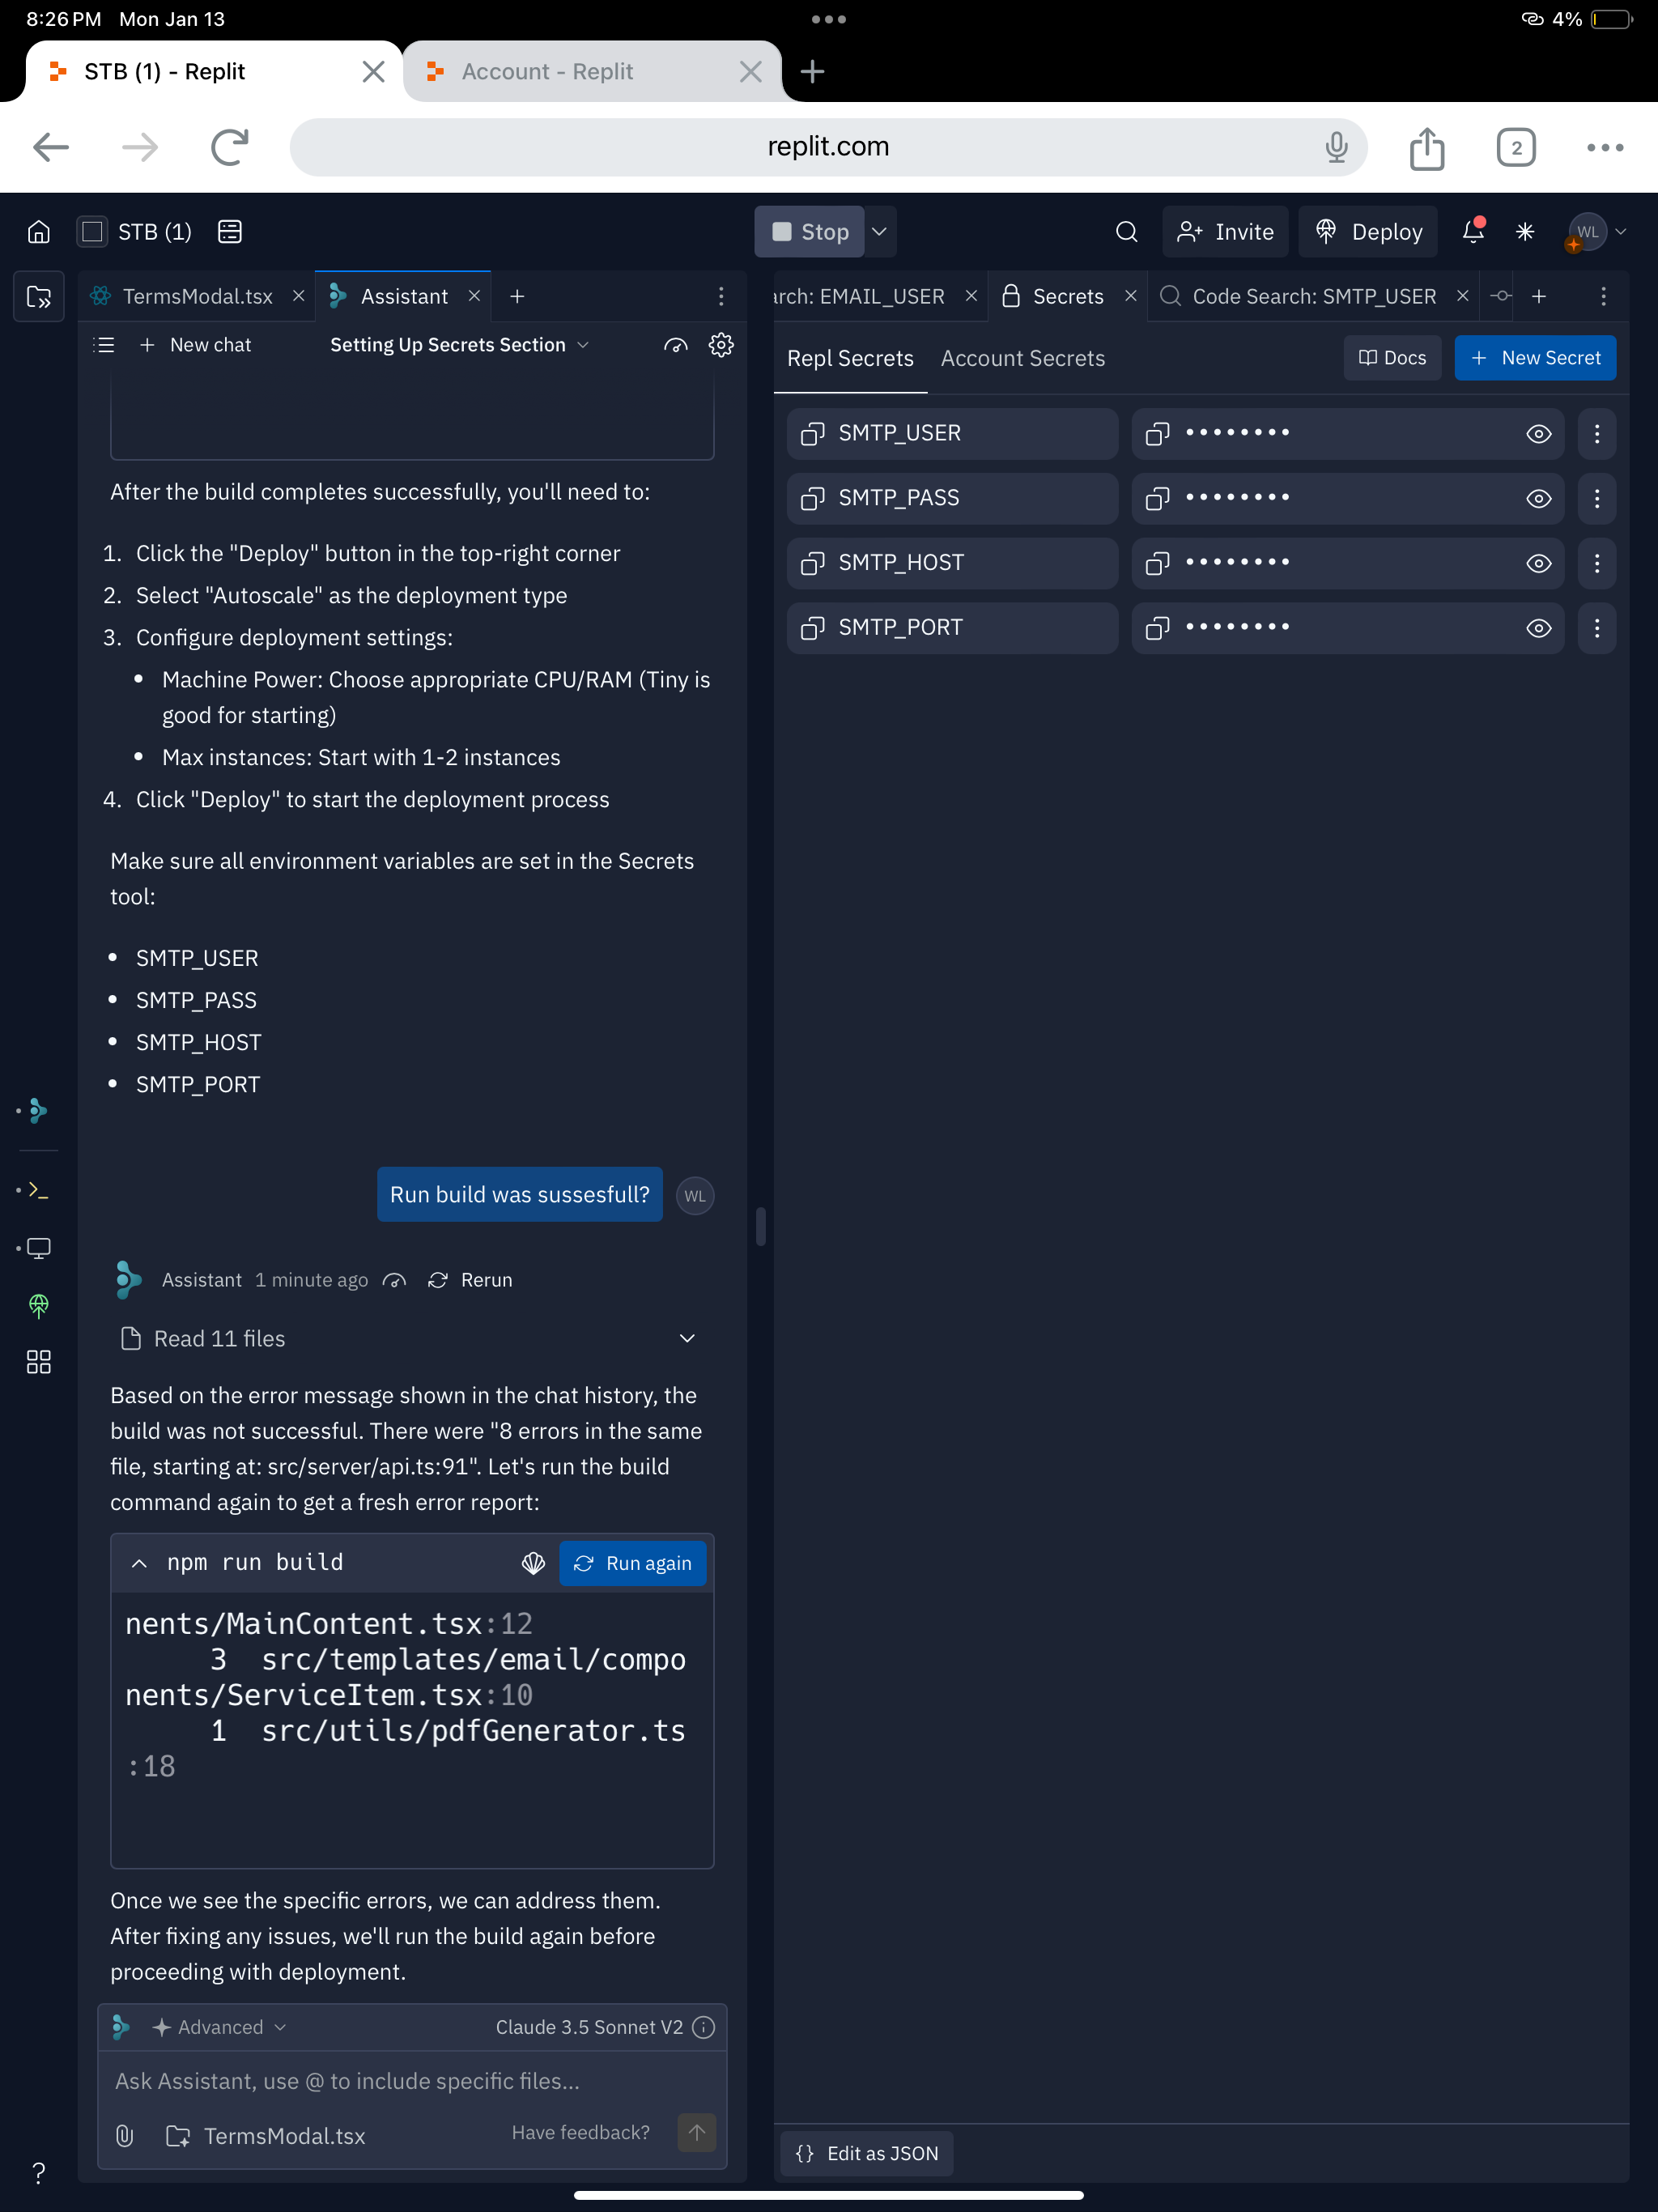 8:26 PM Mon Jan 13
4%
STB (1) - Replit
Account - Replit
replit.com
2
STB (1)
Stop
Invite
Deploy
WL
TermsModal.tsx
Assistant
New chat
Setting Up Secrets Section
After the build completes successfully, you'll need to:
1. Click the "Deploy" button in the top-right corner
2. Select "Autoscale" as the deployment type
3. Configure deployment settings:
• Machine Power: Choose appropriate CPU/RAM (Tiny is
good for starting)
• Max instances: Start with 1-2 instances
4. Click "Deploy" to start the deployment process
Make sure all environment variables are set in the Secrets
tool:
• SMTP_USER
• SMTP_PASS
• SMTP_HOST
• SMTP_PORT
Run build was sussesfull?
WL
Assistant 1 minute ago Rerun
Read 11 files
Based on the error message shown in the chat history, the
build was not successful. There were "8 errors in the same
file, starting at: src/server/api.ts:91". Let's run the build
command again to get a fresh error report:
npm run build
Run again
nents/MainContent.tsx:12
3 src/templates/email/compo
nents/ServiceItem.tsx:10
1 src/utils/pdfGenerator.ts
:18
Once we see the specific errors, we can address them.
After fixing any issues, we'll run the build again before
proceeding with deployment.
Advanced
Claude 3.5 Sonnet V2
Ask Assistant, use @ to include specific files...
TermsModal.tsx
Have feedback?
?
arch: EMAIL_USER
Secrets
Code Search: SMTP_USER
Repl Secrets
Account Secrets
Docs
New Secret
SMTP_USER
SMTP_PASS
SMTP_HOST
SMTP_PORT
{} Edit as JSON